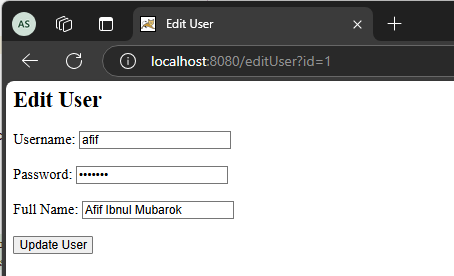 AS
Edit User
localhost:8080/editUser?id=1
Edit User
Username: afif
Password: •••••••
Full Name: Afif Ibnul Mubarok
Update User